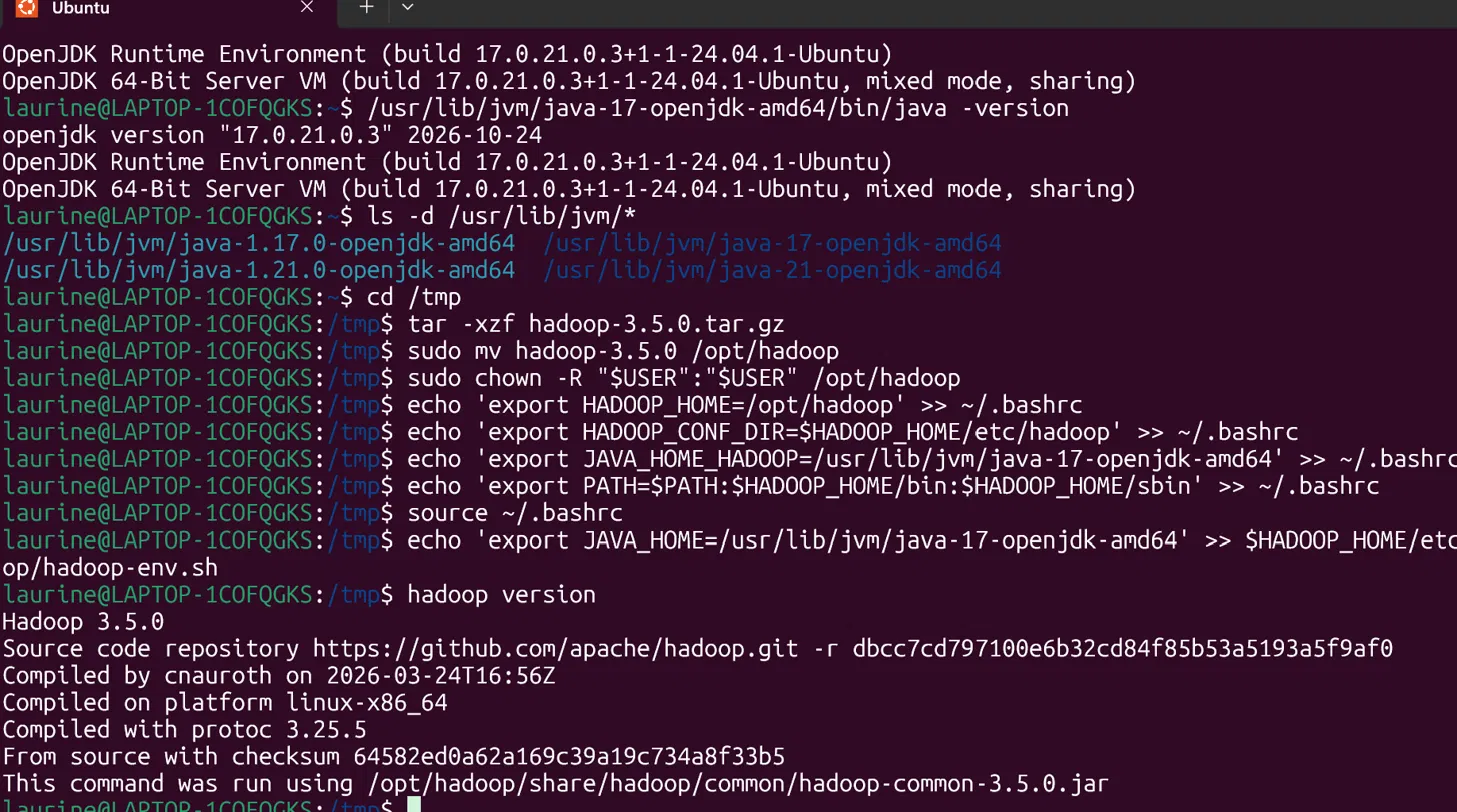 Ubuntu
OpenJDK Runtime Environment (build 17.0.21.0.3+1-1-24.04.1-Ubuntu)
OpenJDK 64-Bit Server VM (build 17.0.21.0.3+1-1-24.04.1-Ubuntu, mixed mode, sharing)
laurine@LAPTOP-1COFQGKS:~$ /usr/lib/jvm/java-17-openjdk-amd64/bin/java -version
openjdk version "17.0.21.0.3" 2026-10-24
OpenJDK Runtime Environment (build 17.0.21.0.3+1-1-24.04.1-Ubuntu)
OpenJDK 64-Bit Server VM (build 17.0.21.0.3+1-1-24.04.1-Ubuntu, mixed mode, sharing)
laurine@LAPTOP-1COFQGKS:~$ ls -d /usr/lib/jvm/*
/usr/lib/jvm/java-1.17.0-openjdk-amd64  /usr/lib/jvm/java-17-openjdk-amd64
/usr/lib/jvm/java-1.21.0-openjdk-amd64  /usr/lib/jvm/java-21-openjdk-amd64
laurine@LAPTOP-1COFQGKS:~$ cd /tmp
laurine@LAPTOP-1COFQGKS:/tmp$ tar -xzf hadoop-3.5.0.tar.gz
laurine@LAPTOP-1COFQGKS:/tmp$ sudo mv hadoop-3.5.0 /opt/hadoop
laurine@LAPTOP-1COFQGKS:/tmp$ sudo chown -R "$USER":"$USER" /opt/hadoop
laurine@LAPTOP-1COFQGKS:/tmp$ echo 'export HADOOP_HOME=/opt/hadoop' >> ~/.bashrc
laurine@LAPTOP-1COFQGKS:/tmp$ echo 'export HADOOP_CONF_DIR=$HADOOP_HOME/etc/hadoop' >> ~/.bashrc
laurine@LAPTOP-1COFQGKS:/tmp$ echo 'export JAVA_HOME_HADOOP=/usr/lib/jvm/java-17-openjdk-amd64' >> ~/.bashrc
laurine@LAPTOP-1COFQGKS:/tmp$ echo 'export PATH=$PATH:$HADOOP_HOME/bin:$HADOOP_HOME/sbin' >> ~/.bashrc
laurine@LAPTOP-1COFQGKS:/tmp$ source ~/.bashrc
laurine@LAPTOP-1COFQGKS:/tmp$ echo 'export JAVA_HOME=/usr/lib/jvm/java-17-openjdk-amd64' >> $HADOOP_HOME/etc
op/hadoop-env.sh
laurine@LAPTOP-1COFQGKS:/tmp$ hadoop version
Hadoop 3.5.0
Source code repository https://github.com/apache/hadoop.git -r dbcc7cd797100e6b32cd84f85b53a5193a5f9af0
Compiled by cnauroth on 2026-03-24T16:56Z
Compiled on platform linux-x86_64
Compiled with protoc 3.25.5
From source with checksum 64582ed0a62a169c39a19c734a8f33b5
This command was run using /opt/hadoop/share/hadoop/common/hadoop-common-3.5.0.jar
laurine@LAPTOP-1COFQGKS:/tmp$